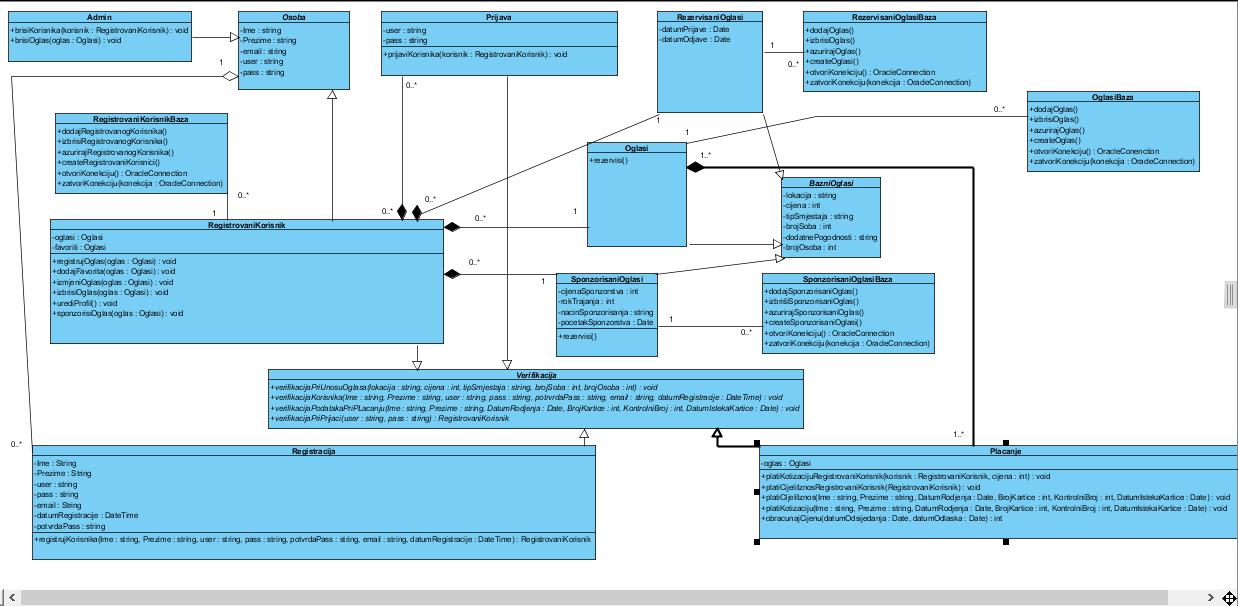 Admin
+brisiKorisnika(korisnik : RegistrovaniKorisnik) : void
+brisiOglas(oglas : Oglasi) : void
Osoba
-Ime : string
-Prezime : string
-email : string
-user : string
-pass : string
Prijava
-user : string
-pass : string
+prijaviKorisnika(korisnik : RegistrovaniKorisnik) : void
RezervisaniOglasi
-datumPrijave : Date
-datumOdjave : Date
RezervisaniOglasiBaza
+dodajOglas()
+izbrisiOglas()
+azurirajOglas()
+createOglasi()
+otvoriKonekciju() : OracleConnection
+zatvoriKonekciju(konekcija : OracleConnection)
1
0..*
1
0..*
OglasiBaza
+dodajOglas()
+izbrisiOglas()
+azurirajOglas()
+createOglas()
+otvoriKonekciju() : OracleConenction
+zatvoriKonekciju(konekcija : OracleConnection)
0..*
RegistrovaniKorisnikBaza
+dodajRegistrovanogKorisnika()
+izbrisiRegistrovanogKorisnika()
+azurirajRegistrovanogKorisnika()
+createRegistrovaniKorisnici()
+otvoriKonekciju() : OracleConnection
+zatvoriKonekciju(konekcija : OracleConnection)
1
1
Oglasi
+rezervisi()
1..*
BazniOglasi
-lokacija : string
-cijena : int
-tipSmjestaja : string
-brojSoba : int
-dodatnePogodnosti : string
-brojOsoba : int
0..*
1
0..*
0..*
0..*
1
RegistrovaniKorisnik
-oglasi : Oglasi
-favoriti : Oglasi
+registrujOglas(oglas : Oglasi) : void
+dodajFavorita(oglas : Oglasi) : void
+izmjeniOglas(oglas : Oglasi) : void
+izbrisiOglas(oglas : Oglasi) : void
+urediProfil() : void
+sponzorisiOglas(oglas : Oglasi) : void
0..*
1
SponzorisaniOglasi
-cijenaSponzorstva : int
-rokTrajanja : int
-nacinSponzorisanja : string
-pocetakSponzorstva : Date
+rezervisi()
1
0..*
SponzorisaniOglasiBaza
+dodajSponzorisaniOglas()
+izbrišiSponzorisaniOglas()
+azurirajSponzorisaniOglas()
+createSponzorisaniOglasi()
+otvoriKonekciju() : OracleConnection
+zatvoriKonekciju(konekcija : OracleConnection)
Verifikacija
+verifikacijaPriUnosuOglasa(lokacija : string, cijena : int, tipSmjestaja : string, brojSoba : int, brojOsoba : int) : void
+verifikacijaKorisnika(Ime : string, Prezime : string, user : string, pass : string, potvrdaPass : string, email : string, datumRegistracije : DateTime) : void
+verifikacijaPodatakaPriPLacanju(Ime : string, Prezime : string, DatumRodjenja : Date, BrojKartice : int, KontrolniBroj : int, DatumIstekaKartice : Date) : void
+verifikacijaPriPrijaci(user : string, pass : string) : RegistrovaniKorisnik
0..*
1..*
Registracija
-Ime : String
-Prezime : String
-user : string
-pass : string
-email : String
-datumRegistracije : DateTime
-potvrdaPass : string
+registrujKorisnika(Ime : string, Prezime : string, user : string, pass : string, potvrdaPass : string, email : string, datumRegistracije : DateTime) : RegistrovaniKorisnik
Placanje
-oglas : Oglasi
+platiKotizacijuRegistrovaniKorisnik(korisnik : RegistrovaniKorisnik, cijena : int) : void
+platiCijeliIznosRegistrovaniKorisnik(RegistrovaniKorisnik) : void
+platiCIjeliIznos(Ime : string, Prezime : string, DatumRodjenja : Date, BrojKartice : int, KontrolniBroj : int, DatumIstekaKartice : Date) : void
+platiKotizaciju(Ime : string, Prezime : string, DatumRodjenja : Date, BrojKartice : int, KontrolniBroj : int, DatumIstekaKartice : Date) : void
+obracunajCijenu(datumOdsijedanja : Date, datumOdlaska : Date) : int